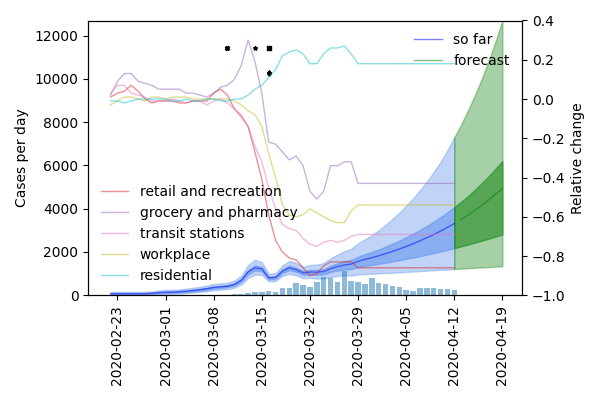 12000
10000
8000
6000
4000
2000
0
Cases per day
0.4
0.2
0.0
−0.2
−0.4
−0.6
−0.8
−1.0
Relative change
so far
forecast
retail and recreation
grocery and pharmacy
transit stations
workplace
residential
2020-02-23
2020-03-01
2020-03-08
2020-03-15
2020-03-22
2020-03-29
2020-04-05
2020-04-12
2020-04-19